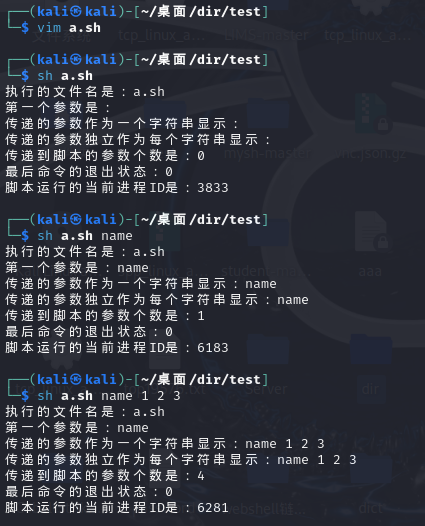 ┌──(kali㉿kali)-[~/桌面/dir/test]
└─$ vim a.sh
┌──(kali㉿kali)-[~/桌面/dir/test]
└─$ sh a.sh
执行的文件名是：a.sh
第一个参数是：
传递的参数作为一个字符串显示：
传递的参数独立作为每个字符串显示：
传递到脚本的参数个数是：0
最后命令的退出状态：0
脚本运行的当前进程ID是：3833
┌──(kali㉿kali)-[~/桌面/dir/test]
└─$ sh a.sh name
执行的文件名是：a.sh
第一个参数是：name
传递的参数作为一个字符串显示：name
传递的参数独立作为每个字符串显示：name
传递到脚本的参数个数是：1
最后命令的退出状态：0
脚本运行的当前进程ID是：6183
┌──(kali㉿kali)-[~/桌面/dir/test]
└─$ sh a.sh name 1 2 3
执行的文件名是：a.sh
第一个参数是：name
传递的参数作为一个字符串显示：name 1 2 3
传递的参数独立作为每个字符串显示：name 1 2 3
传递到脚本的参数个数是：4
最后命令的退出状态：0
脚本运行的当前进程ID是：6281